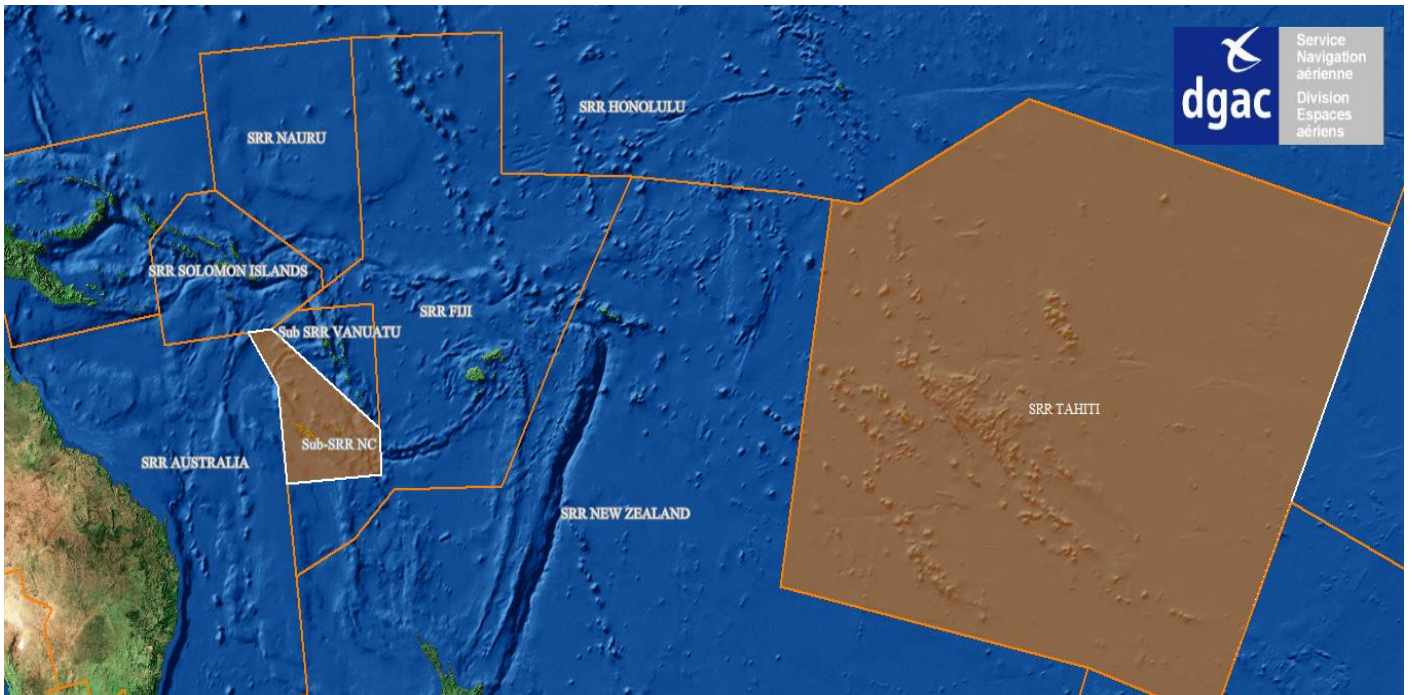 Service
Navigation
aérienne
dgac
Division
Espaces
aériens
SRR HONOLULU
SRR NAURU
SRR SOLOMON ISLANDS
SRR FIJI
Sub SRR VANUATU
SRR TAHITI
Sub-SRR NC
SRR AUSTRALIA
SRR NEW ZEALAND